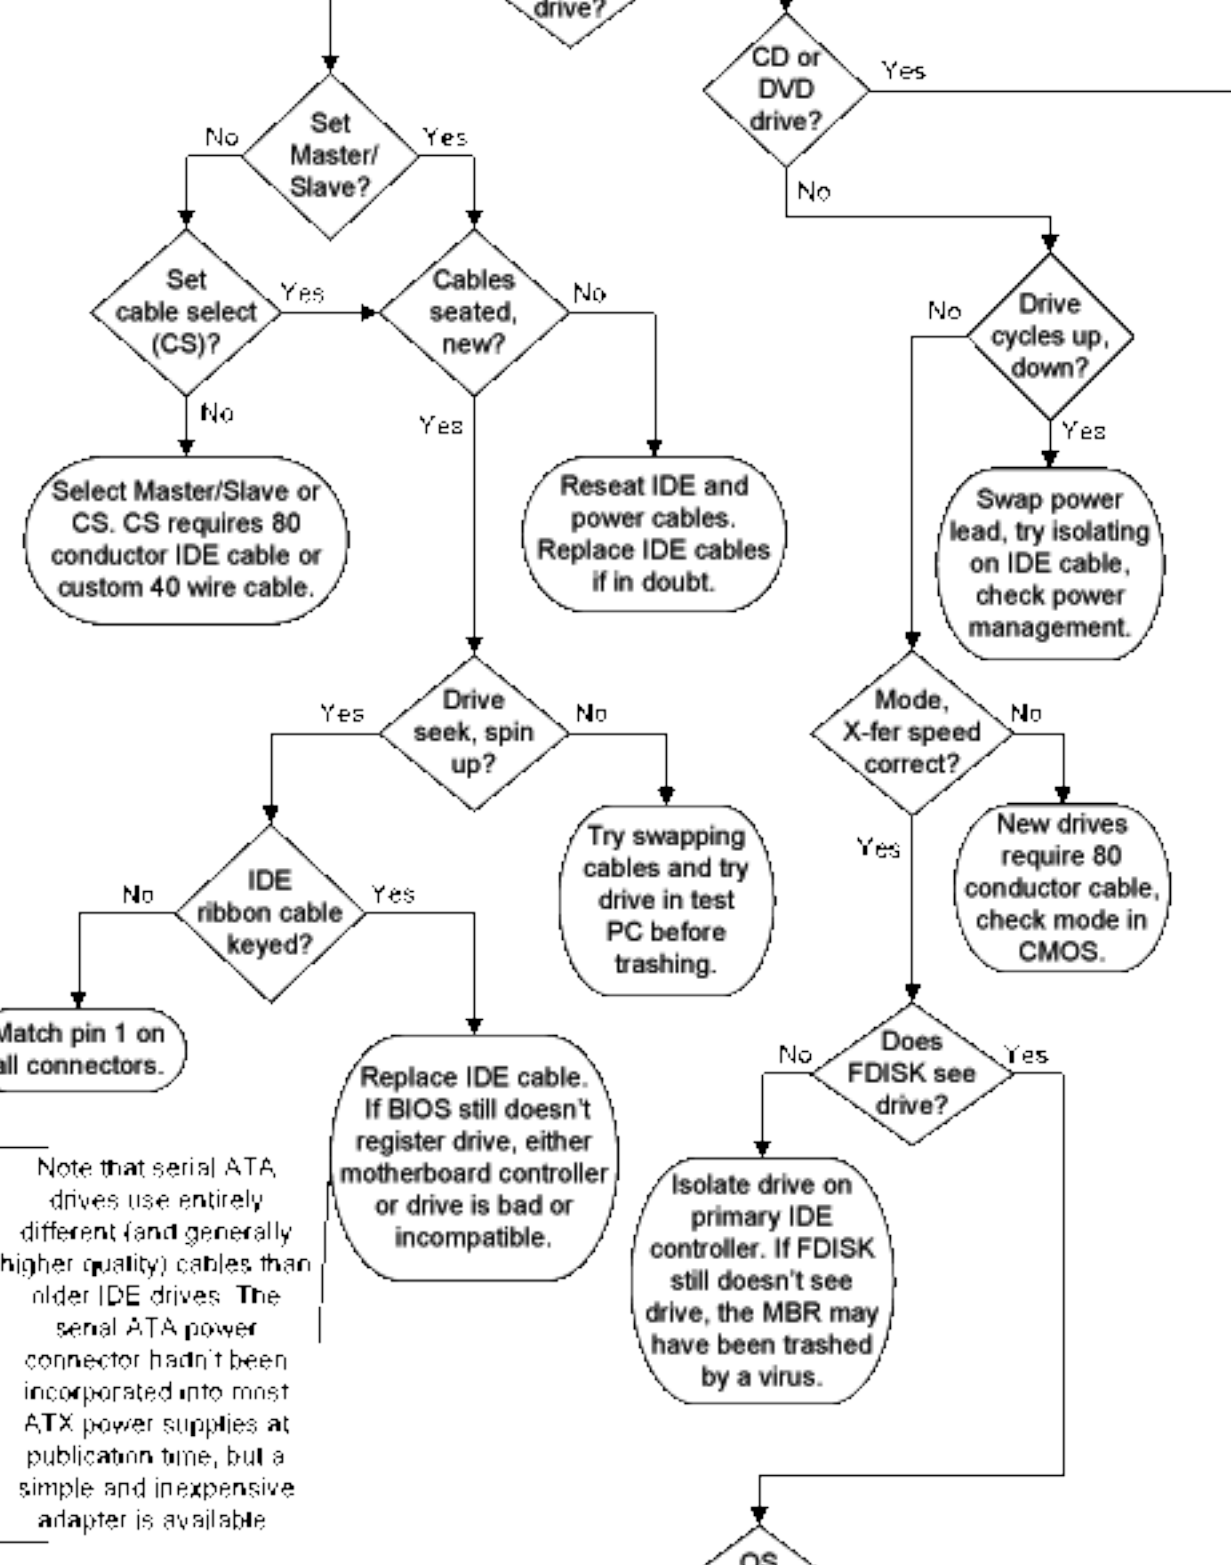 drive?
CD or
DVD
drive?
Yes
No
Set
Master/
Slave?
No
Yes
Set
cable select
(CS)?
Yes
No
Cables
seated,
new?
No
Yes
Drive
cycles up,
down?
No
Yes
Select Master/Slave or
CS. CS requires 80
conductor IDE cable or
custom 40 wire cable.
Reseat IDE and
power cables.
Replace IDE cables
if in doubt.
Swap power
lead, try isolating
on IDE cable,
check power
management.
Drive
seek, spin
up?
Yes
No
Mode,
X-fer speed
correct?
No
Yes
Try swapping
cables and try
drive in test
PC before
trashing.
New drives
require 80
conductor cable,
check mode in
CMOS.
IDE
ribbon cable
keyed?
No
Yes
Match pin 1 on
all connectors.
Replace IDE cable.
If BIOS still doesn't
register drive, either
motherboard controller
or drive is bad or
incompatible.
Does
FDISK see
drive?
No
Yes
Isolate drive on
primary IDE
controller. If FDISK
still doesn't see
drive, the MBR may
have been trashed
by a virus.
Note that serial ATA
drives use entirely
different (and generally
higher quality) cables than
older IDE drives. The
serial ATA power
connector hadn't been
incorporated into most
ATX power supplies at
publication time, but a
simple and inexpensive
adapter is available
OS